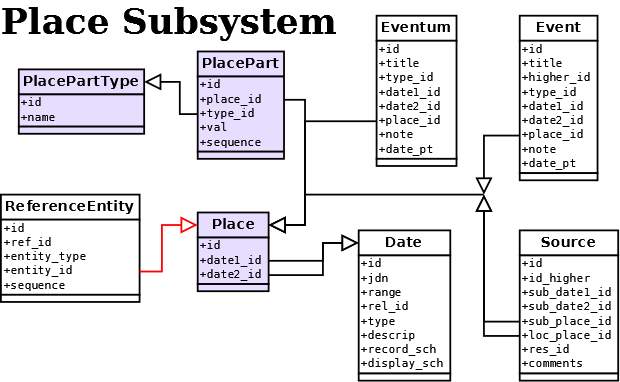 Place Subsystem
PlacePartType
+id
+name
PlacePart
+id
+place_id
+type_id
+val
+sequence
Eventum
+id
+title
+type_id
+date1_id
+date2_id
+place_id
+note
+date_pt
Event
+id
+title
+higher_id
+type_id
+date1_id
+date2_id
+place_id
+note
+date_pt
ReferenceEntity
+id
+ref_id
+entity_type
+entity_id
+sequence
Place
+id
+date1_id
+date2_id
Date
+id
+jdn
+range
+rel_id
+type
+descrip
+record_sch
+display_sch
Source
+id
+id_higher
+sub_date1_id
+sub_date2_id
+sub_place_id
+loc_place_id
+res_id
+comments